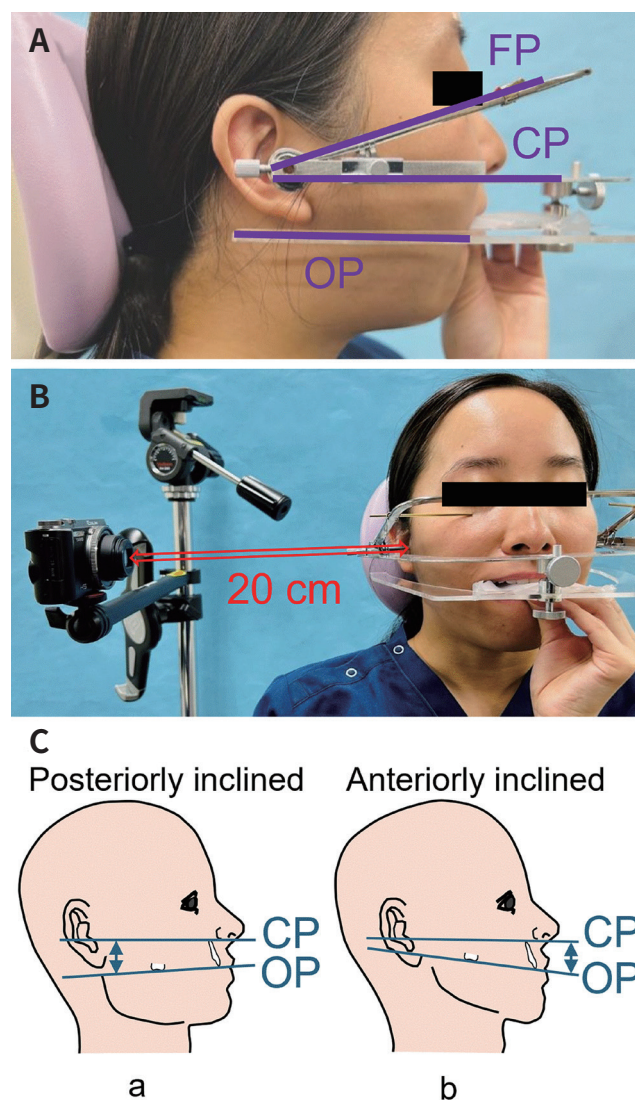 A
FP
CP
OP
B
20 cm
C
Posteriorly inclined
Anteriorly inclined
CP
OP
CP
OP
a
b